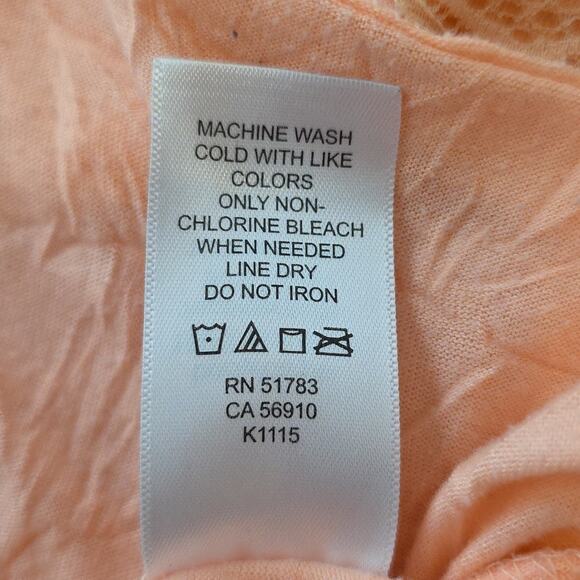 MACHINE WASH
COLD WITH LIKE
COLORS
ONLY NON-
CHLORINE BLEACH
WHEN NEEDED
LINE DRY
DO NOT IRON
RN 51783
CA 56910
K1115